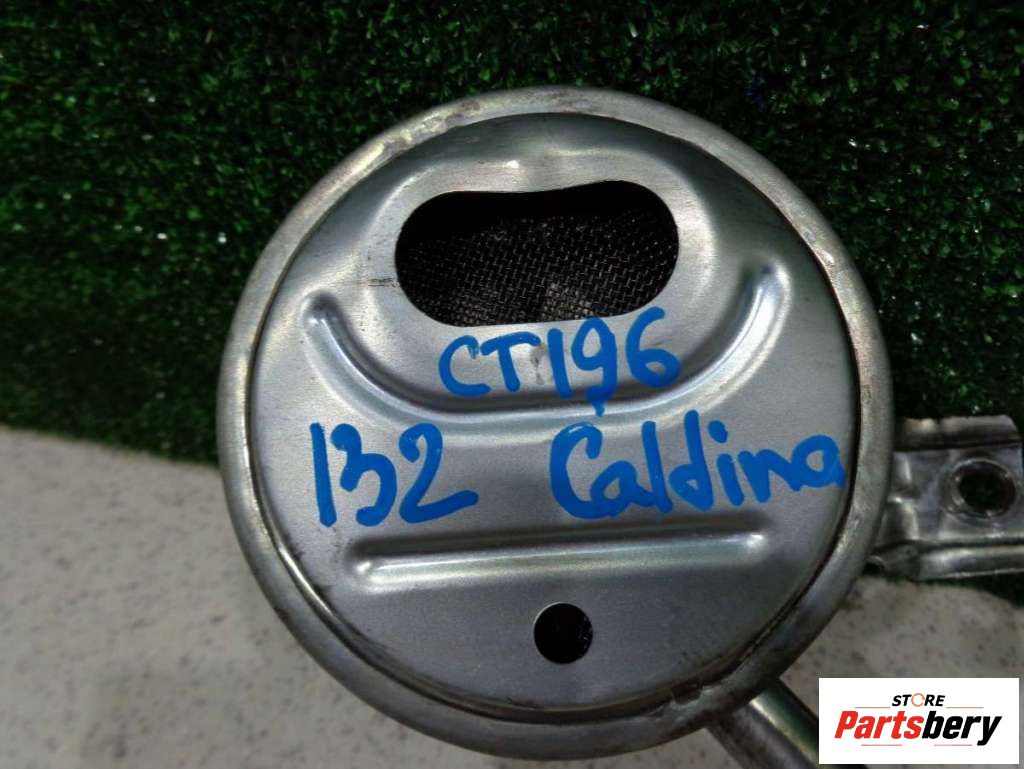 CT196
132 Caldina
STORE
Partsbery